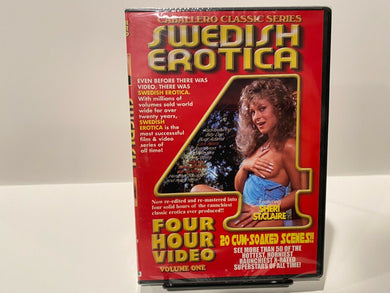 CABALLERO CLASSIC SERIES
SWEDISH
EROTICA
EVEN BEFORE THERE WAS
VIDEO, THERE WAS
SWEDISH EROTICA.
With millions of
volumes sold world
wide for over
twenty years,
SWEDISH
EROTICA is the
most successful
film & video
series of
all time!
4
Now re-edited and re-mastered into
four solid hours of the raunchiest
classic erotica ever produced!!
Featuring
SHERI
ST.CLAIRE
FOUR
HOUR
VIDEO
VOLUME ONE
20 CUM-SOAKED SCENES!!
SEE MORE THAN 50 OF THE
HOTTEST, HORNIEST
RAUNCHIEST X-RATED
SUPERSTARS OF ALL TIME!